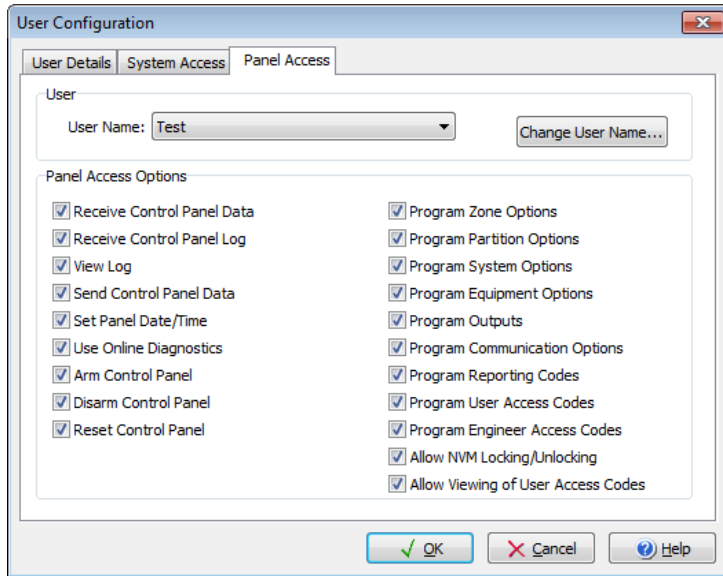 User Configuration
User Details System Access Panel Access
User
User Name: Test Change User Name...
Panel Access Options
Receive Control Panel Data
Receive Control Panel Log
View Log
Send Control Panel Data
Set Panel Date/Time
Use Online Diagnostics
Arm Control Panel
Disarm Control Panel
Reset Control Panel
Program Zone Options
Program Partition Options
Program System Options
Program Equipment Options
Program Outputs
Program Communication Options
Program Reporting Codes
Program User Access Codes
Program Engineer Access Codes
Allow NVM Locking/Unlocking
Allow Viewing of User Access Codes
OK Cancel Help